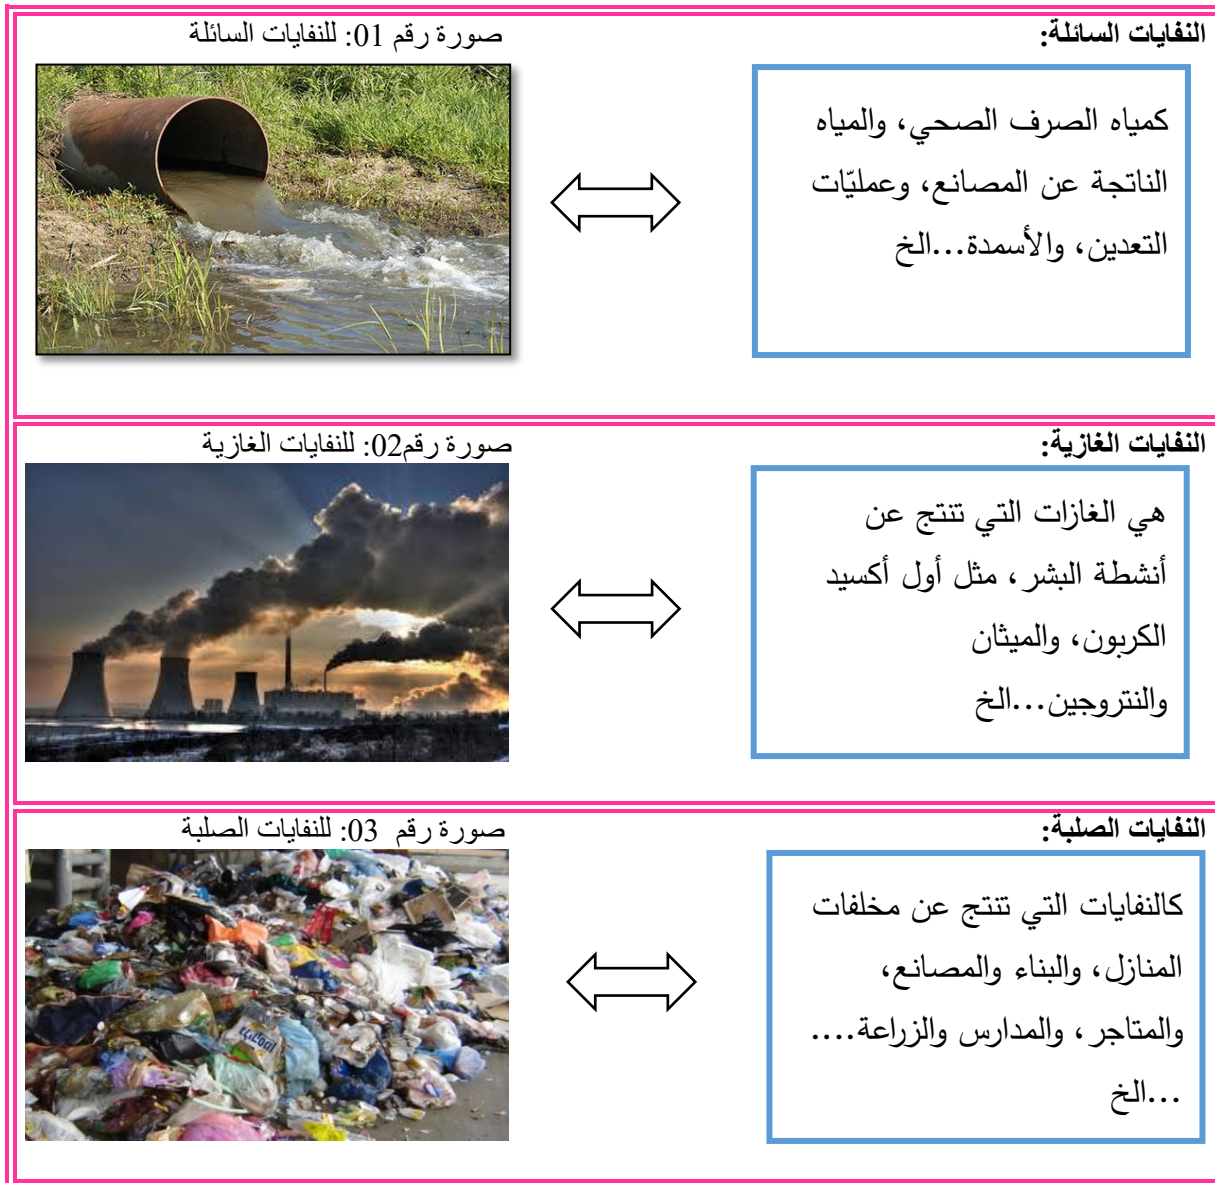 النفايات السائلة:
صورة رقم 01: للنفايات السائلة
كمياه الصرف الصحي، والمياه
الناتجة عن المصانع، وعمليّات
التعدين، والأسمدة...الخ
النفايات الغازية:
صورة رقم02: للنفايات الغازية
هي الغازات التي تنتج عن
أنشطة البشر، مثل أول أكسيد
الكربون، والميثان
والنتروجين...الخ
النفايات الصلبة:
صورة رقم 03: للنفايات الصلبة
كالنفايات التي تنتج عن مخلفات
المنازل، والبناء والمصانع،
والمتاجر، والمدارس والزراعة....
...الخ